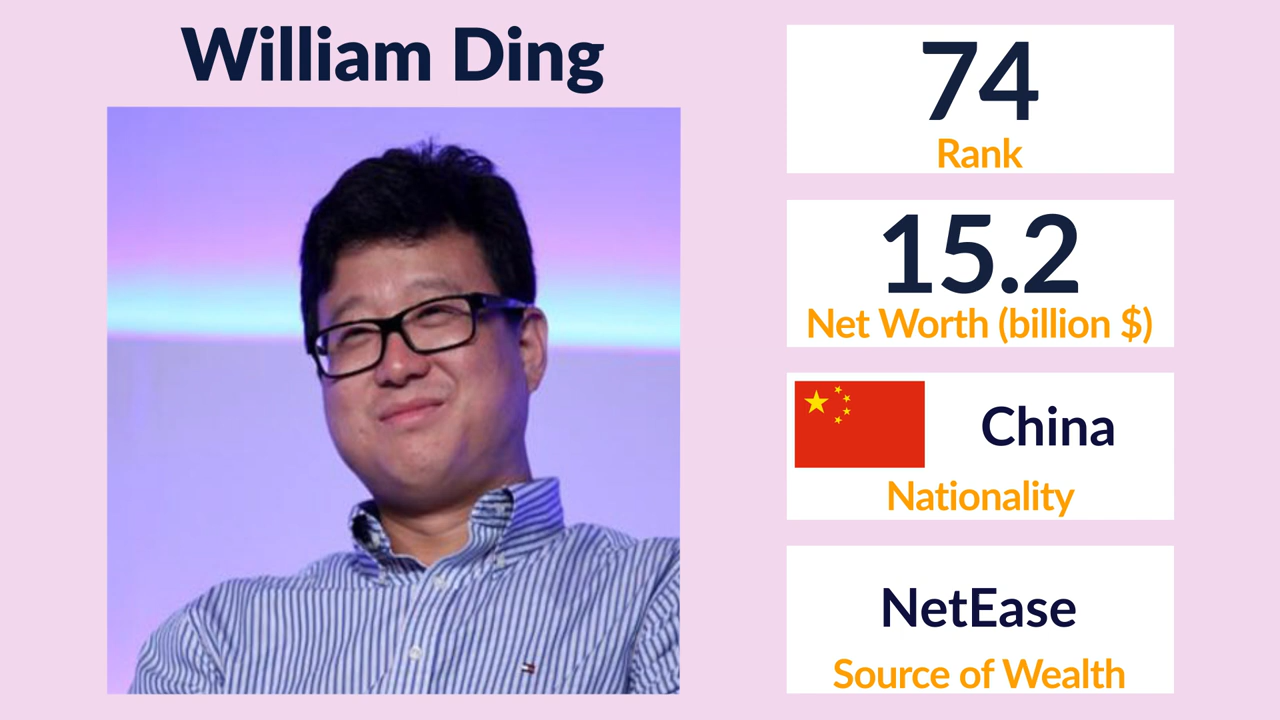 William Ding
74
Rank
15.2
Net Worth (billion $)
China
Nationality
NetEase
Source of Wealth